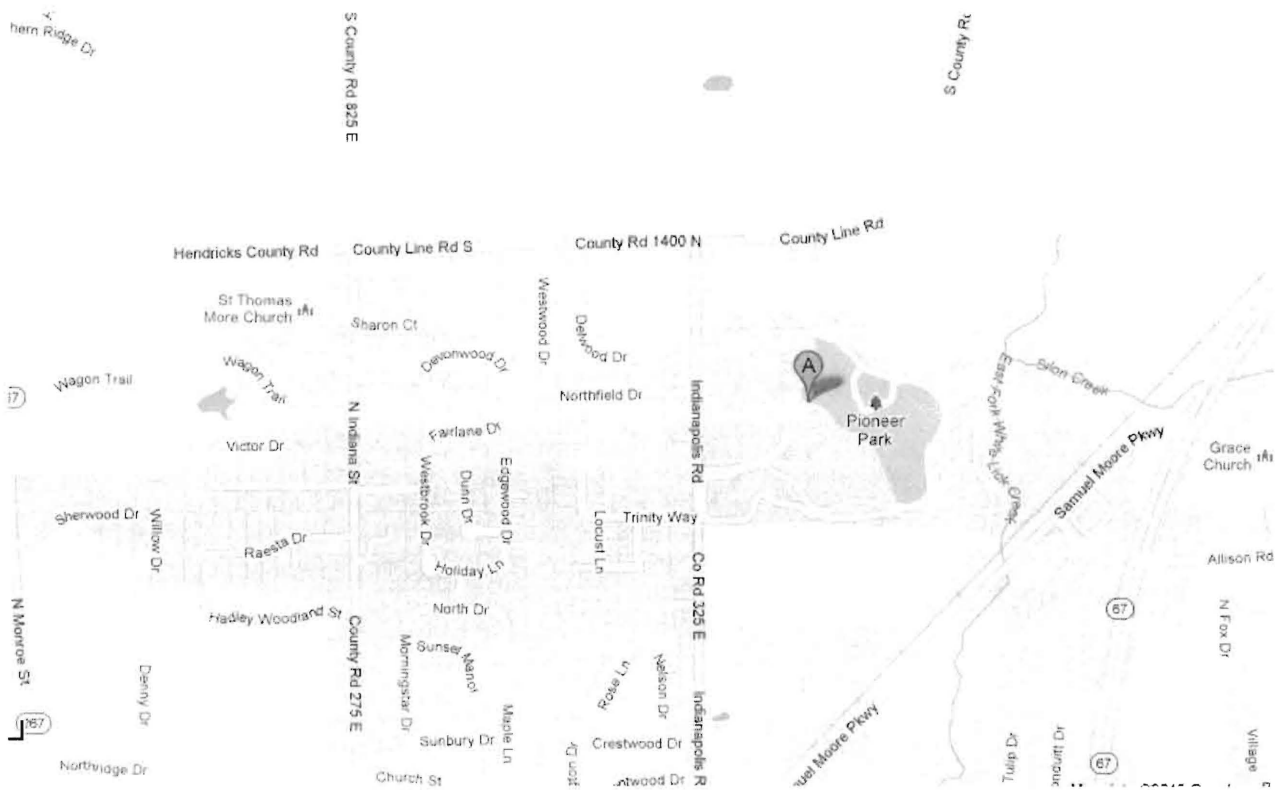 hern Ridge Dr
S County Rd 825 E
S County R
Hendricks County Rd
County Line Rd S
County Rd 1400 N
County Line Rd
St Thomas
More Church
Sharon Ct
Westwood Dr
Delwood Dr
Devonwood Dr
Wagon Trail
Wagon Trail
Northfield Dr
A
Pioneer
Park
East Fork White Lick Creek
Silon Creek
67
N Indiana St
Indianapolis Rd
Victor Dr
Fairlane Dr
Westbrook Dr
Dunn Dr
Edgewood Dr
Samuel Moore Pkwy
Grace
Church
Sherwood Dr
Willow Dr
Raesta Dr
Locust Ln
Trinity Way
Holiday Ln
Co Rd 325 E
Allison Rd
N Monroe St
Hadley Woodland St
North Dr
67
N Fox Dr
County Rd 275 E
Morningstar Dr
Sunset Manor
Rose Ln
Nelson Dr
Denny Dr
Maple Ln
Indianapolis R
267
Sunbury Dr
Crestwood Dr
muel Moore Pkwy
Tulip Dr
67
Village
Northridge Dr
Church St
ntwood Dr